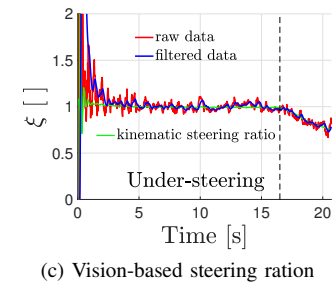 2
raw data
filtered data
1.5
1
ξ [ ]
kinematic steering ratio
0.5
Under-steering
0
0 5 10 15 20
Time [s]
(c) Vision-based steering ration